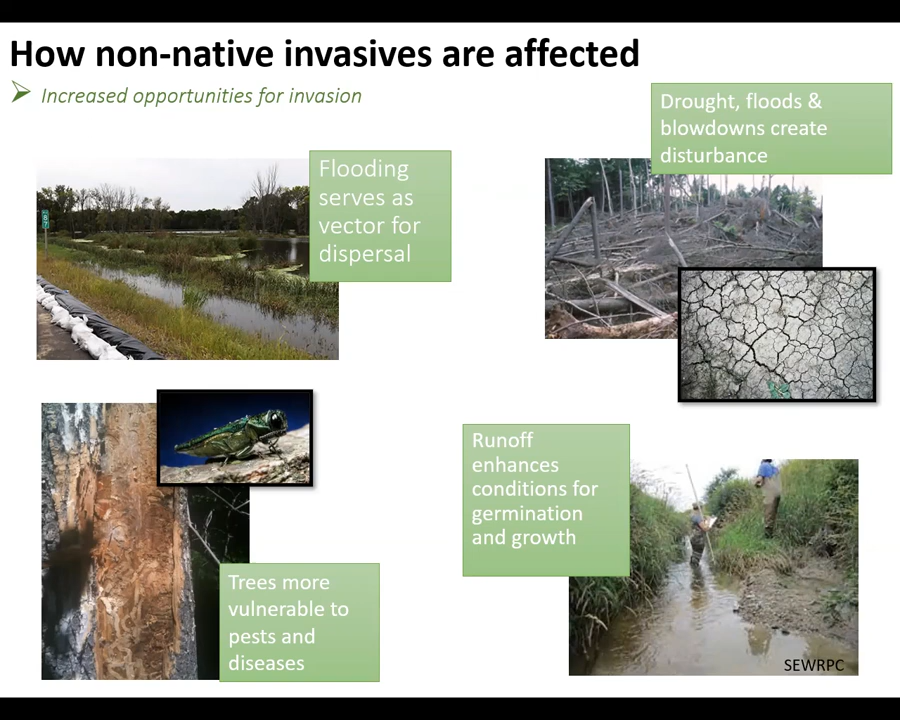 How non-native invasives are affected
Increased opportunities for invasion
Drought, floods &
blowdowns create
disturbance
Flooding
serves as
vector for
dispersal
Runoff
enhances
conditions for
germination
and growth
Trees more
vulnerable to
pests and
diseases
SEWRPC